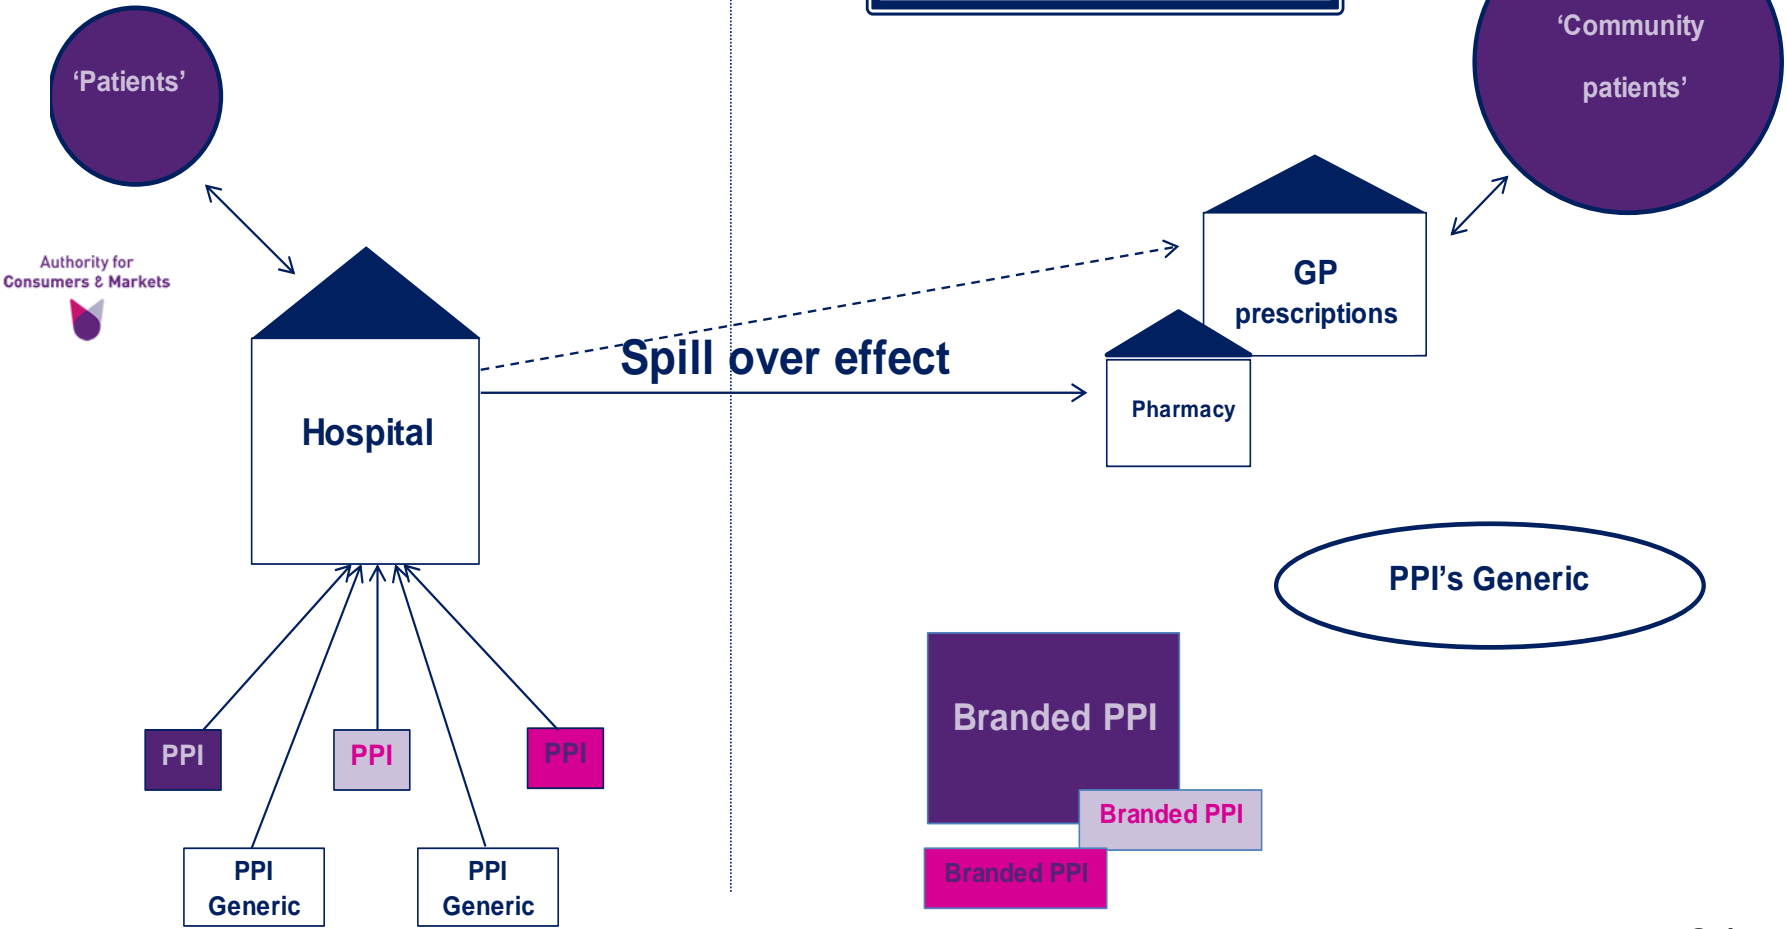 ‘Patients’
Authority for
Consumers & Markets
Hospital
PPI
PPI
PPI
PPI
Generic
PPI
Generic
Spill over effect
‘Community
patients’
GP
prescriptions
Pharmacy
PPI’s Generic
Branded PPI
Branded PPI
Branded PPI